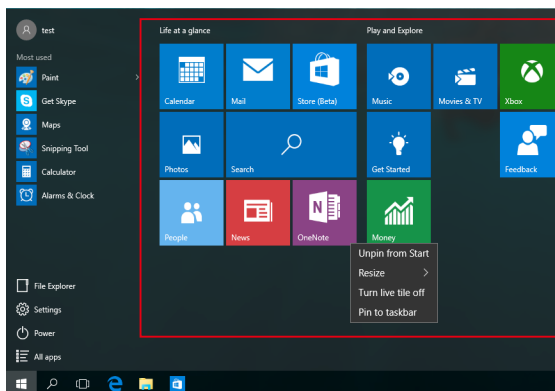 test
Most used
Paint
Get Skype
Maps
Snipping Tool
Calculator
Alarms & Clock
File Explorer
Settings
Power
All apps
Life at a glance
Calendar
Mail
Store (Beta)
Photos
Search
People
News
OneNote
Play and Explore
Music
Movies & TV
Xbox
Get Started
Feedback
Money
Unpin from Start
Resize
Turn live tile off
Pin to taskbar